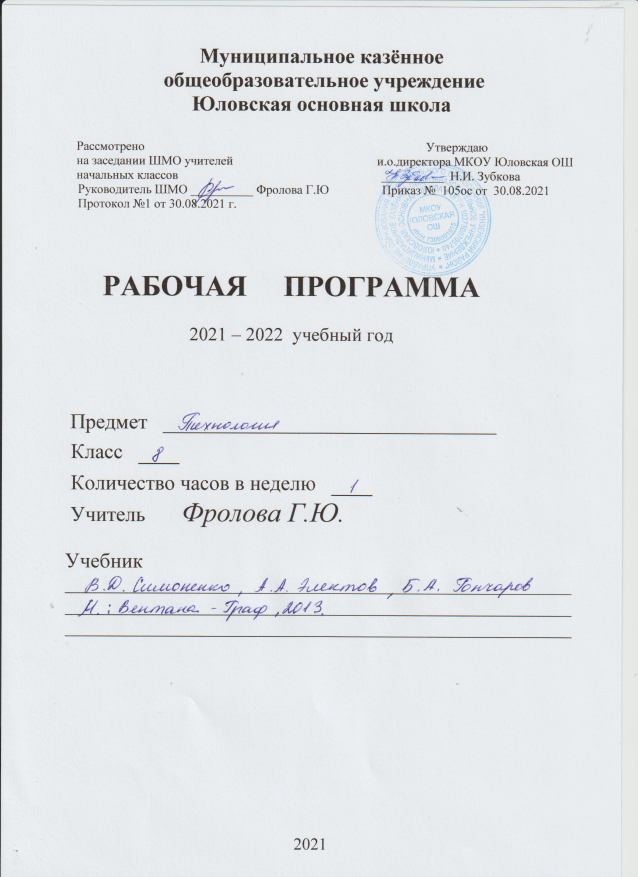 Муниципальное казённое
общеобразовательное учреждение
Юловская основная школа
Рассмотрено
на заседании ШМО учителей
начальных классов
Руководитель ШМО Фролова Г.Ю
Протокол №1 от 30.08.2021 г.
Утверждаю
и.о.директора МКОУ Юловская ОШ
Н.И. Зубкова
Приказ № 105ос от 30.08.2021
МКОУ
ЮЛОВСКАЯ
ОШ
РАБОЧАЯ ПРОГРАММА
2021 – 2022 учебный год
Предмет Технология
Класс 8
Количество часов в неделю 1
Учитель Фролова Г.Ю.
Учебник
В.Д. Симоненко, А.А. Электов, Б.А. Гончаров
М.: Вентана - Граф, 2013.
2021